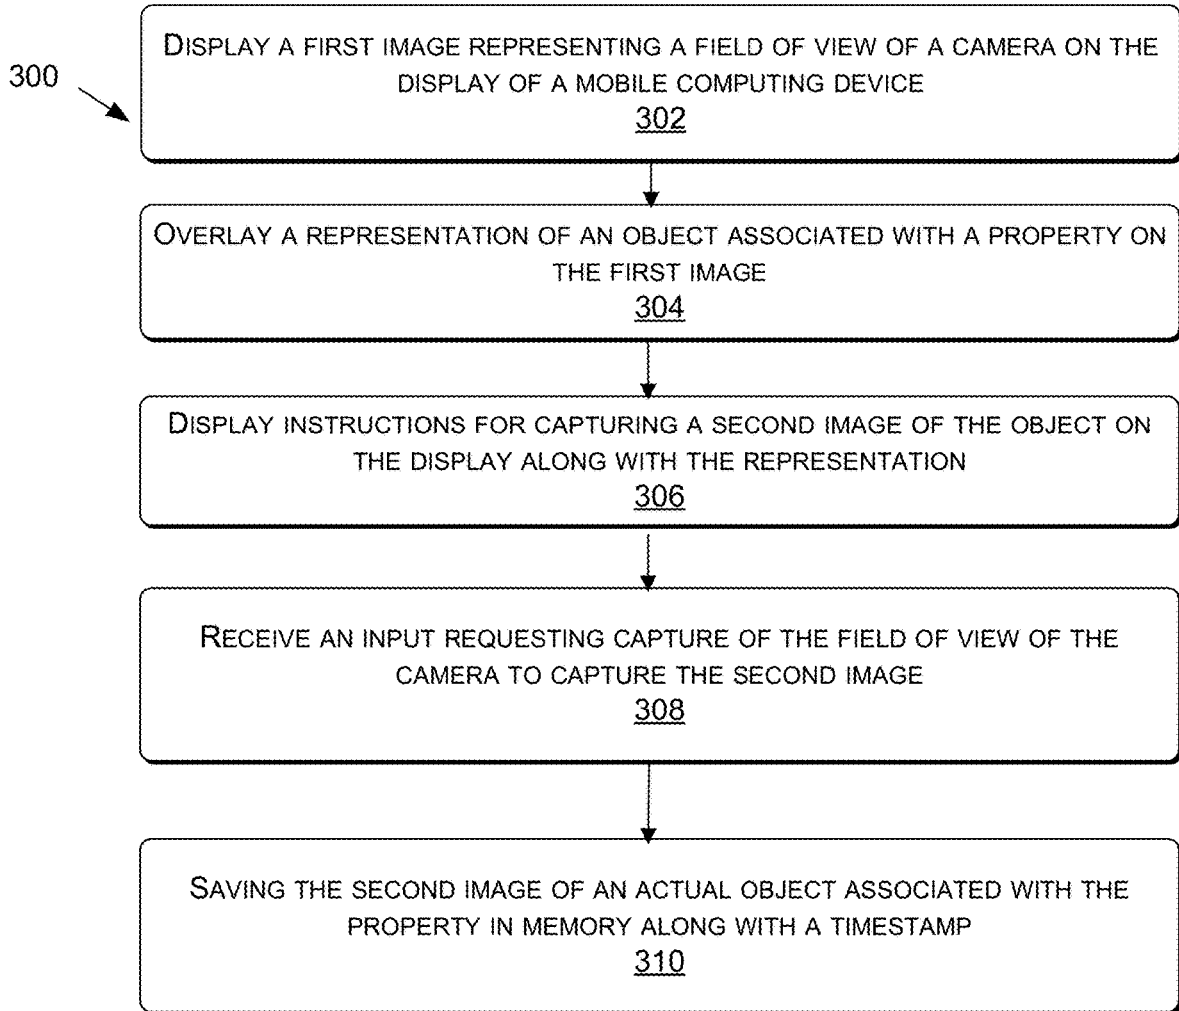 300
DISPLAY A FIRST IMAGE REPRESENTING A FIELD OF VIEW OF A CAMERA ON THE
DISPLAY OF A MOBILE COMPUTING DEVICE
302
OVERLAY A REPRESENTATION OF AN OBJECT ASSOCIATED WITH A PROPERTY ON
THE FIRST IMAGE
304
DISPLAY INSTRUCTIONS FOR CAPTURING A SECOND IMAGE OF THE OBJECT ON
THE DISPLAY ALONG WITH THE REPRESENTATION
306
RECEIVE AN INPUT REQUESTING CAPTURE OF THE FIELD OF VIEW OF THE
CAMERA TO CAPTURE THE SECOND IMAGE
308
SAVING THE SECOND IMAGE OF AN ACTUAL OBJECT ASSOCIATED WITH THE
PROPERTY IN MEMORY ALONG WITH A TIMESTAMP
310